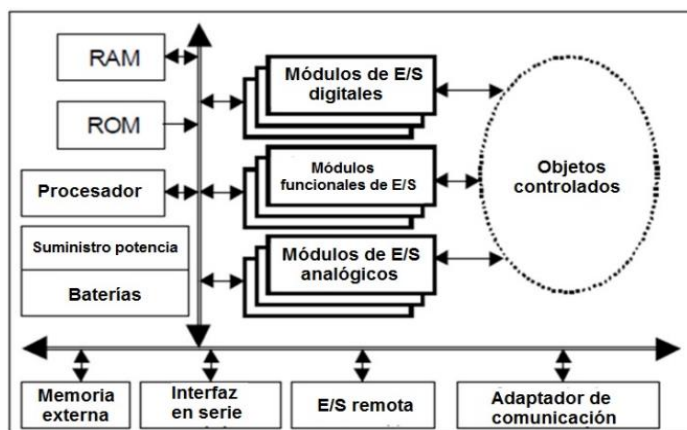 RAM
ROM
Procesador
Suministro potencia
Baterías
Módulos de E/S
digitales
Módulos
funcionales de E/S
Módulos de E/S
analógicos
Objetos
controlados
Memoria
externa
Interfaz
en serie
E/S remota
Adaptador de
comunicación